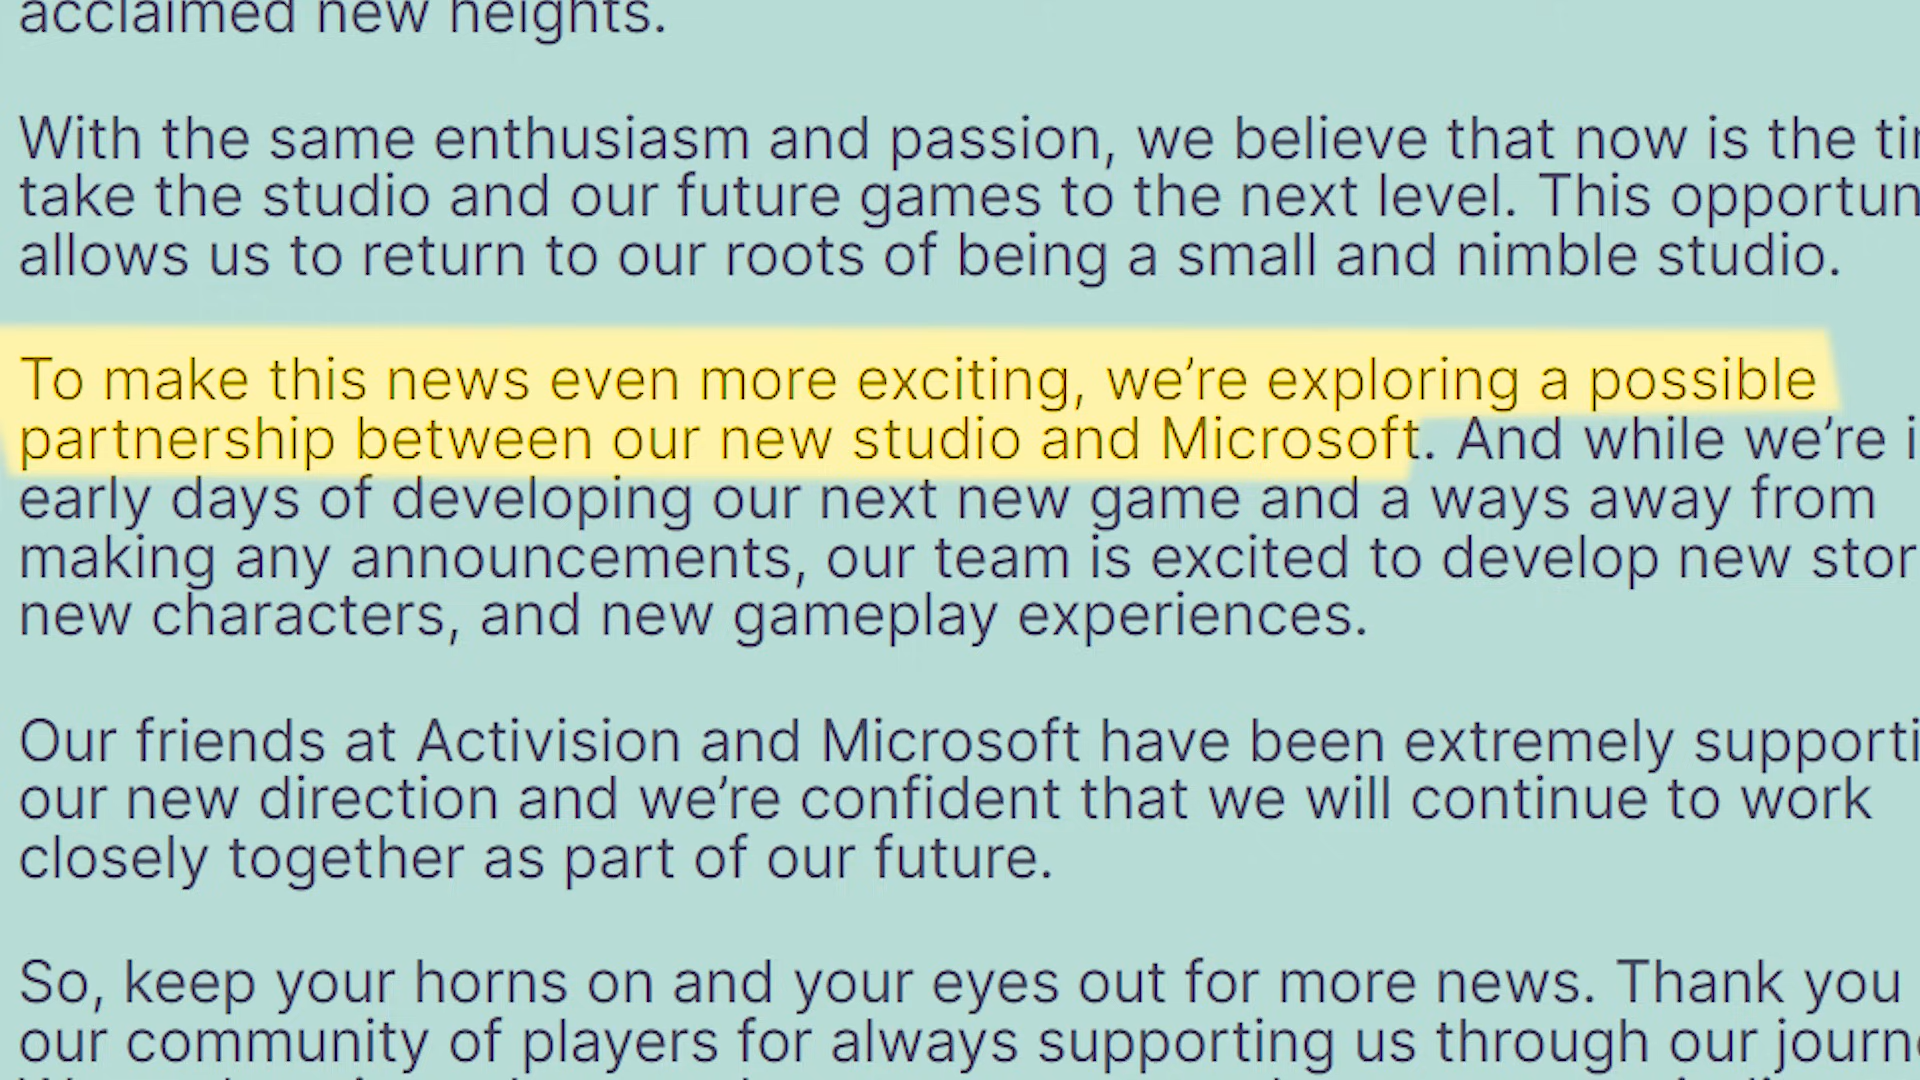 acclaimed new heights.
With the same enthusiasm and passion, we believe that now is the
take the studio and our future games to the next level. This
allows us to return to our roots of being a small and nimble studio.
To make this news even more exciting, we’re exploring a possible
partnership between our new studio and Microsoft. And while we’re
early days of developing our next new game and a ways away from
making any announcements, our team is excited to develop new
new characters, and new gameplay experiences.
Our friends at Activision and Microsoft have been extremely
our new direction and we’re confident that we will continue to work
closely together as part of our future.
So, keep your horns on and your eyes out for more news. Thank you
our community of players for always supporting us through our